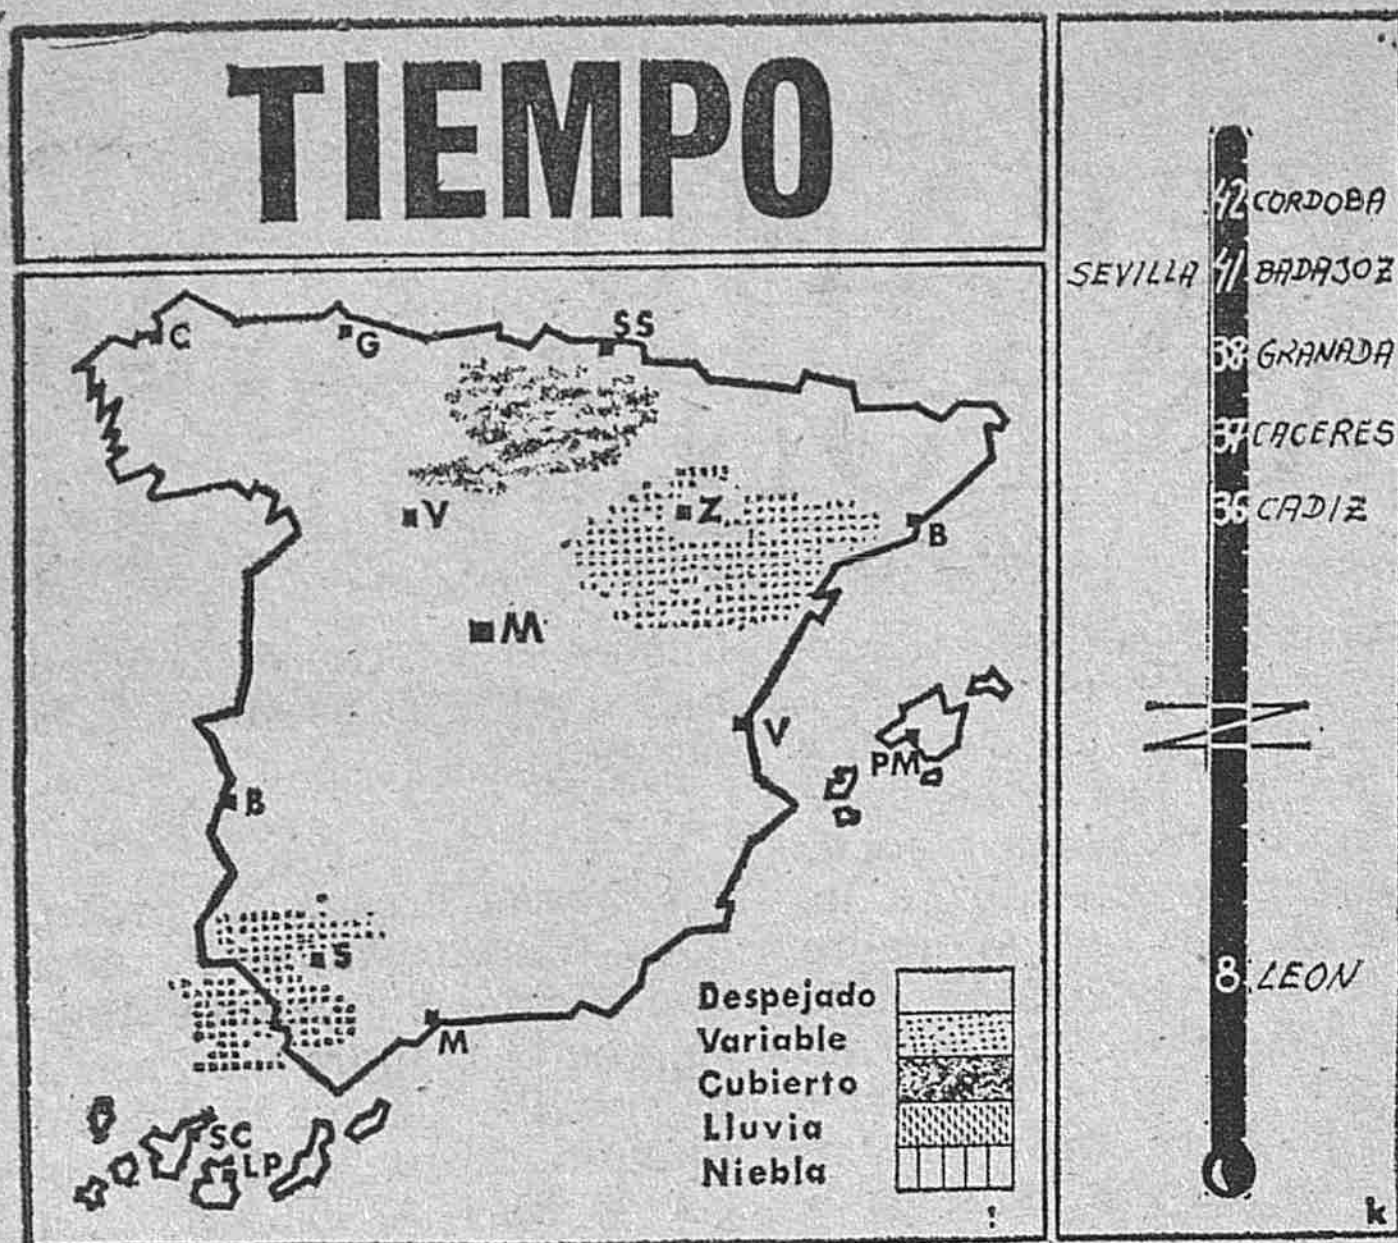 TIEMPO
C
G
SS
V
Z
B
M
V
PM
B
S
M
SC
LP
Despejado
Variable
Cubierto
Lluvia
Niebla
42 CORDOBA
SEVILLA 41 BADAJOZ
38 GRANADA
37 CACERES
36 CADIZ
8 LEON
k